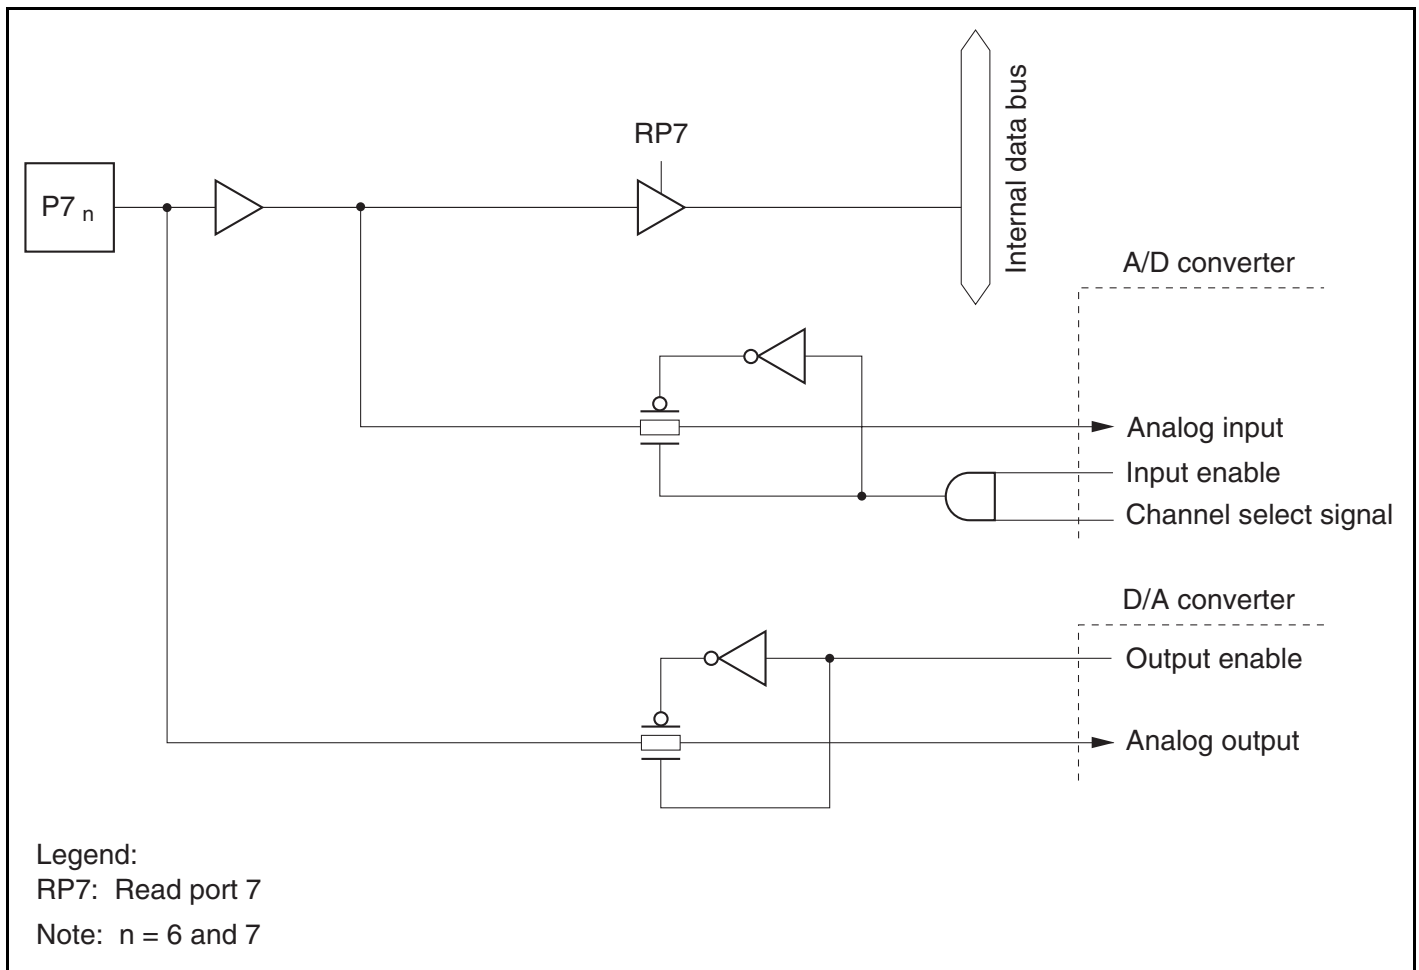 RP7
P7 n
Internal data bus
A/D converter
Analog input
Input enable
Channel select signal
D/A converter
Output enable
Analog output
Legend:
RP7: Read port 7
Note: n = 6 and 7